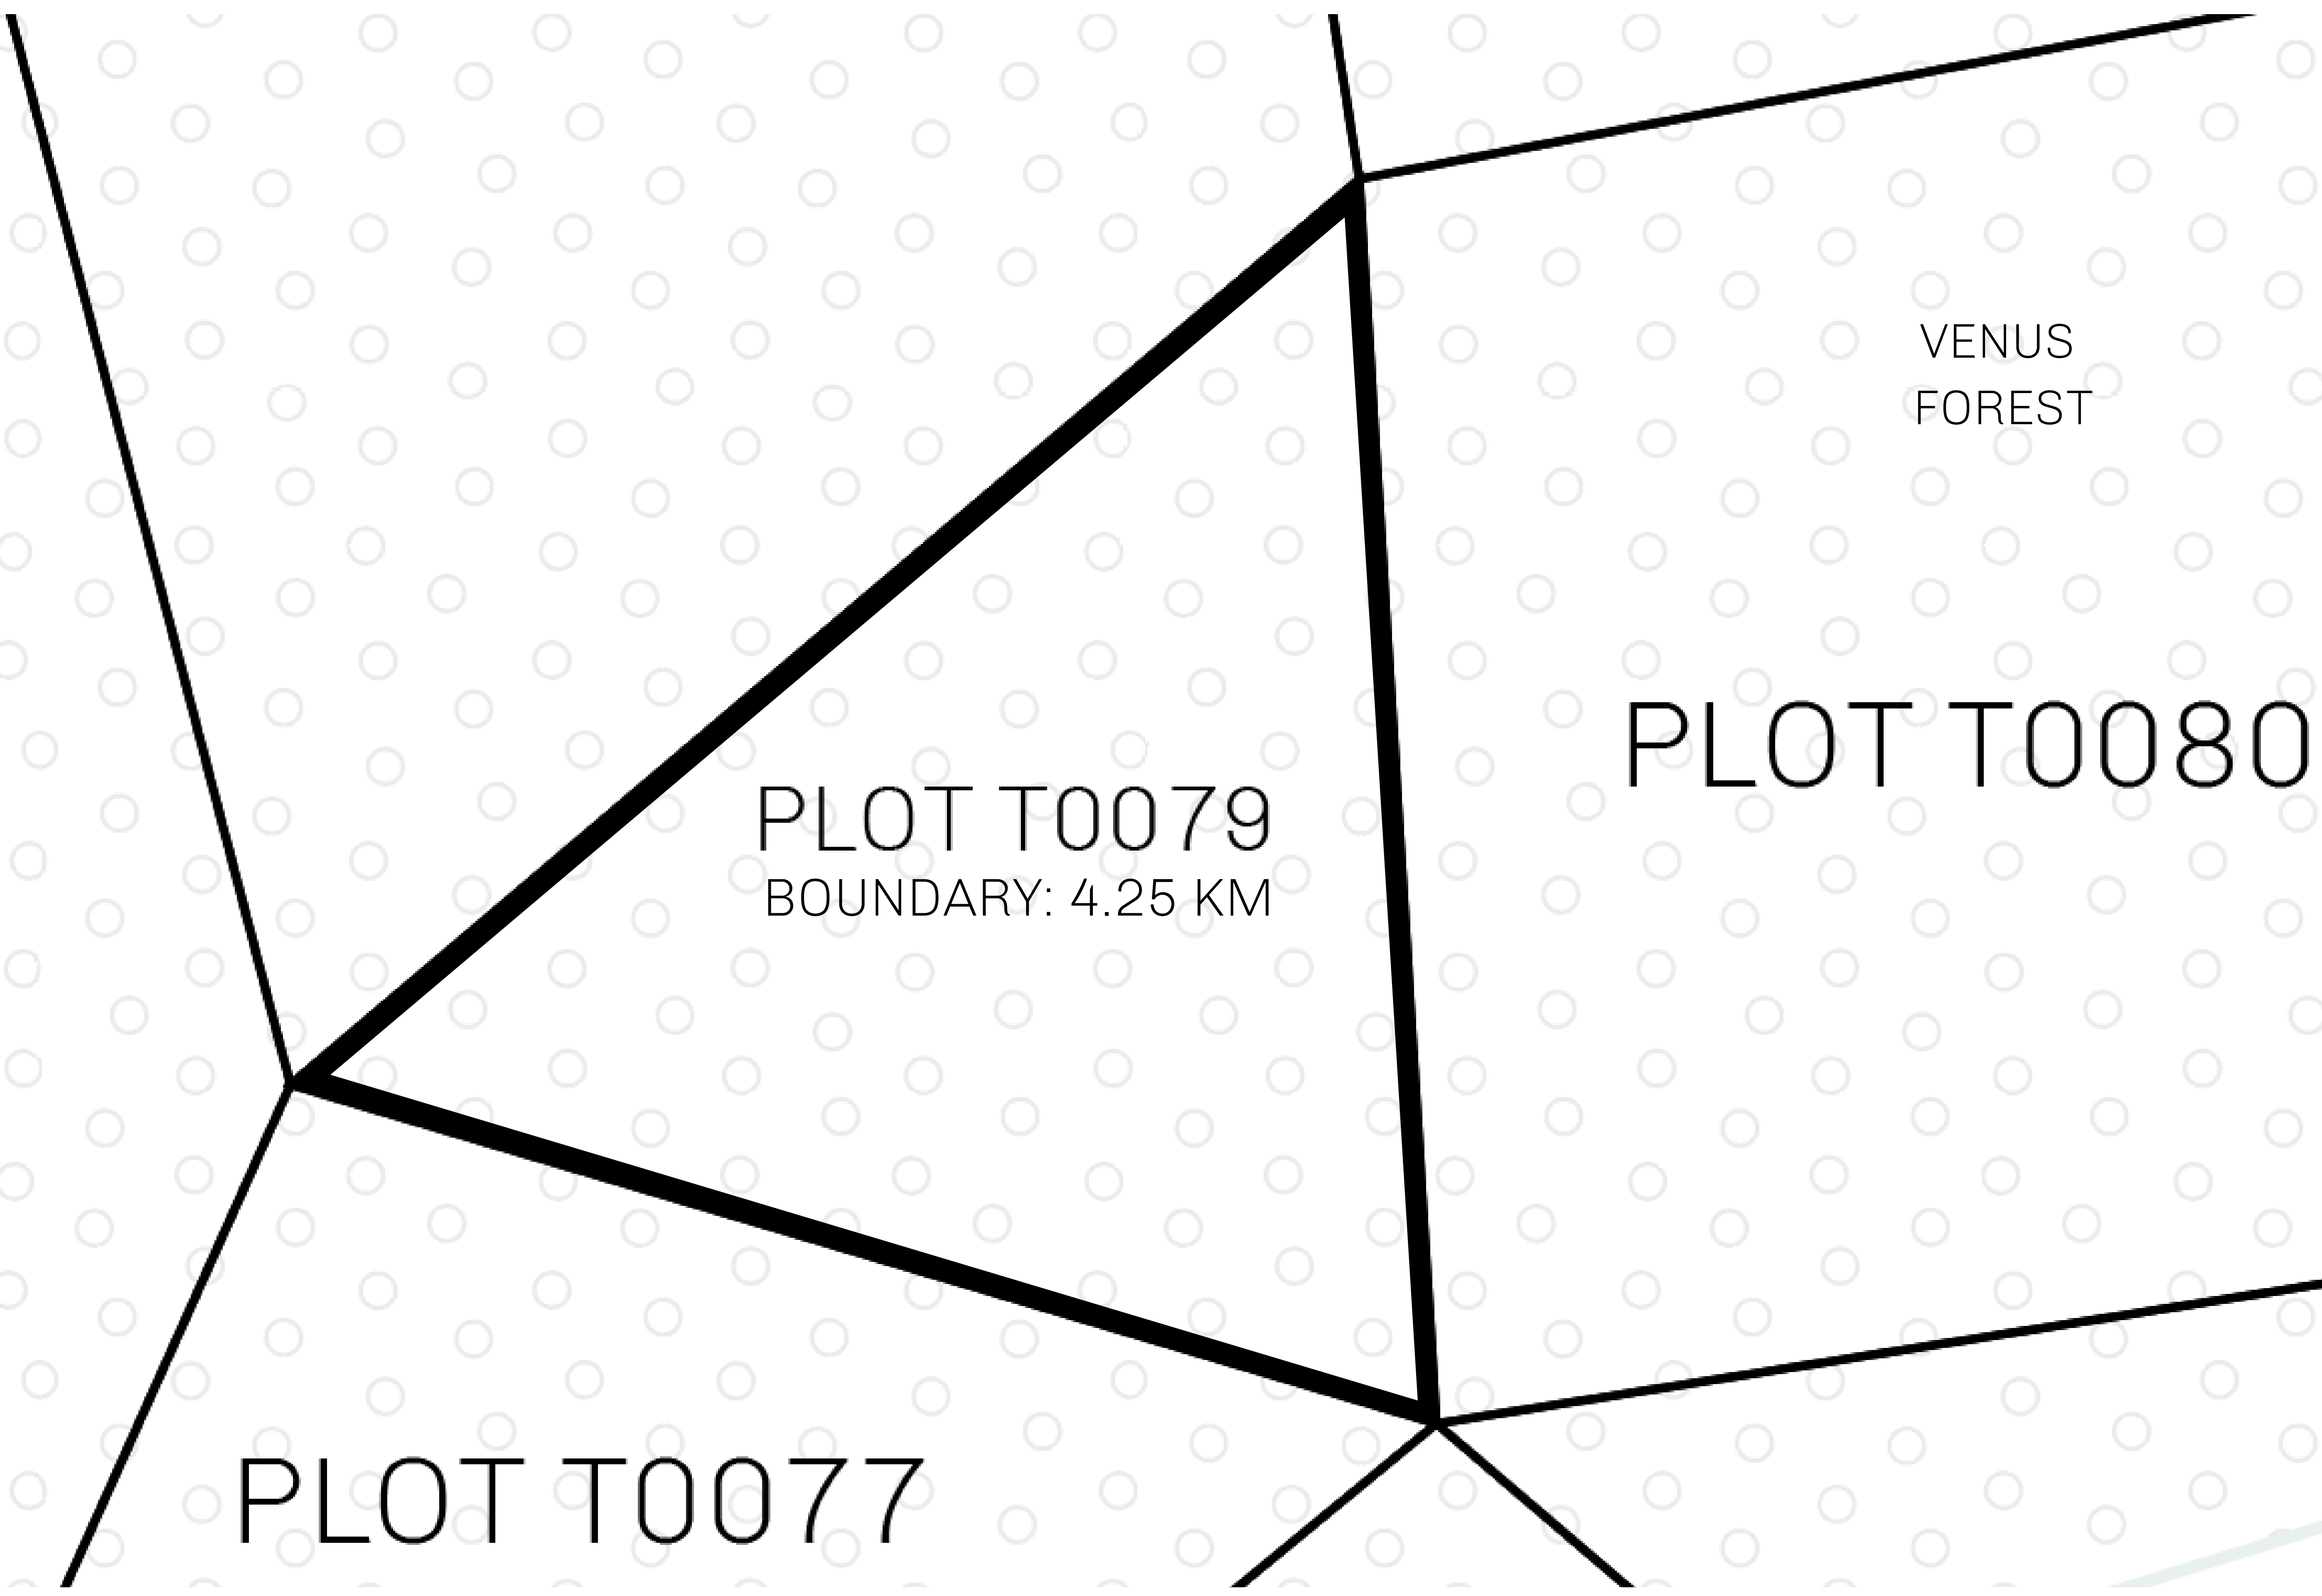 VENUS
FOREST
PLOT T0080
PLOT T0079
BOUNDARY: 4.25 KM
PLOT T0077